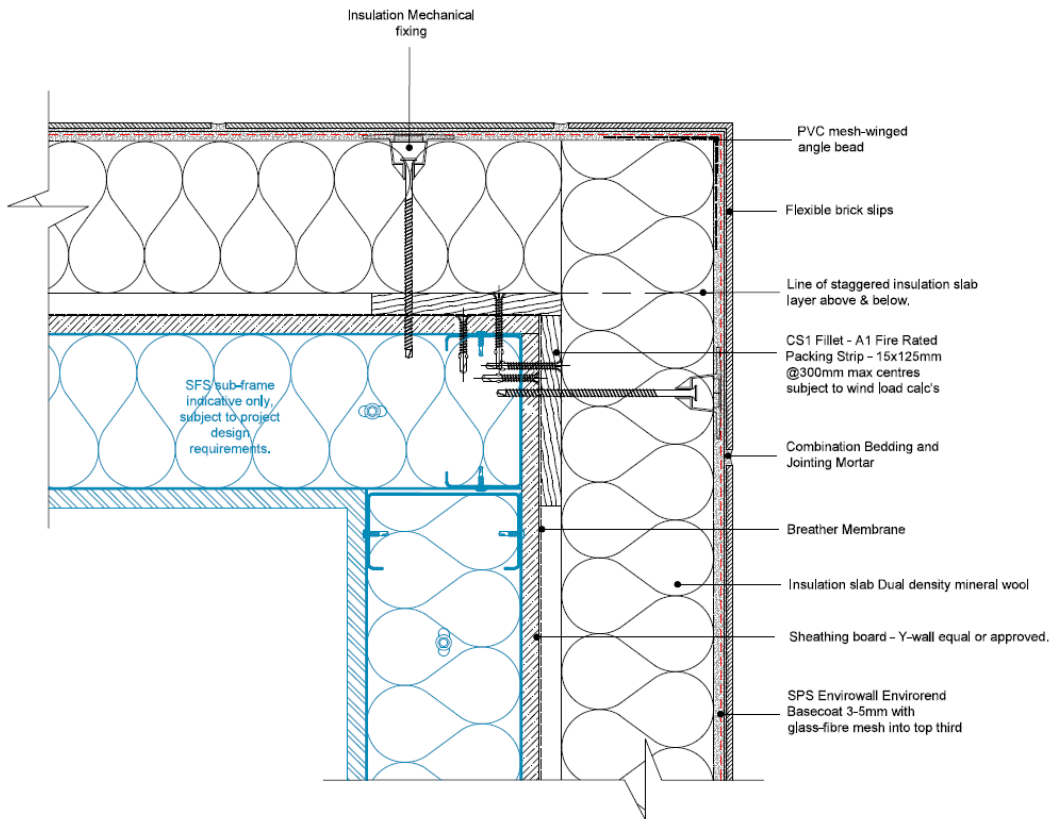 Insulation Mechanical
fixing
PVC mesh-winged
angle bead
Flexible brick slips
Line of staggered insulation slab
layer above & below.
CS1 Fillet - A1 Fire Rated
Packing Strip - 15x125mm
@300mm max centres
subject to wind load calc's
SFS sub-frame
indicative only,
subject to project
design
requirements.
Combination Bedding and
Jointing Mortar
Breather Membrane
Insulation slab Dual density mineral wool
Sheathing board - Y-wall equal or approved.
SPS Envirowall Envirorend
Basecoat 3-5mm with
glass-fibre mesh into top third